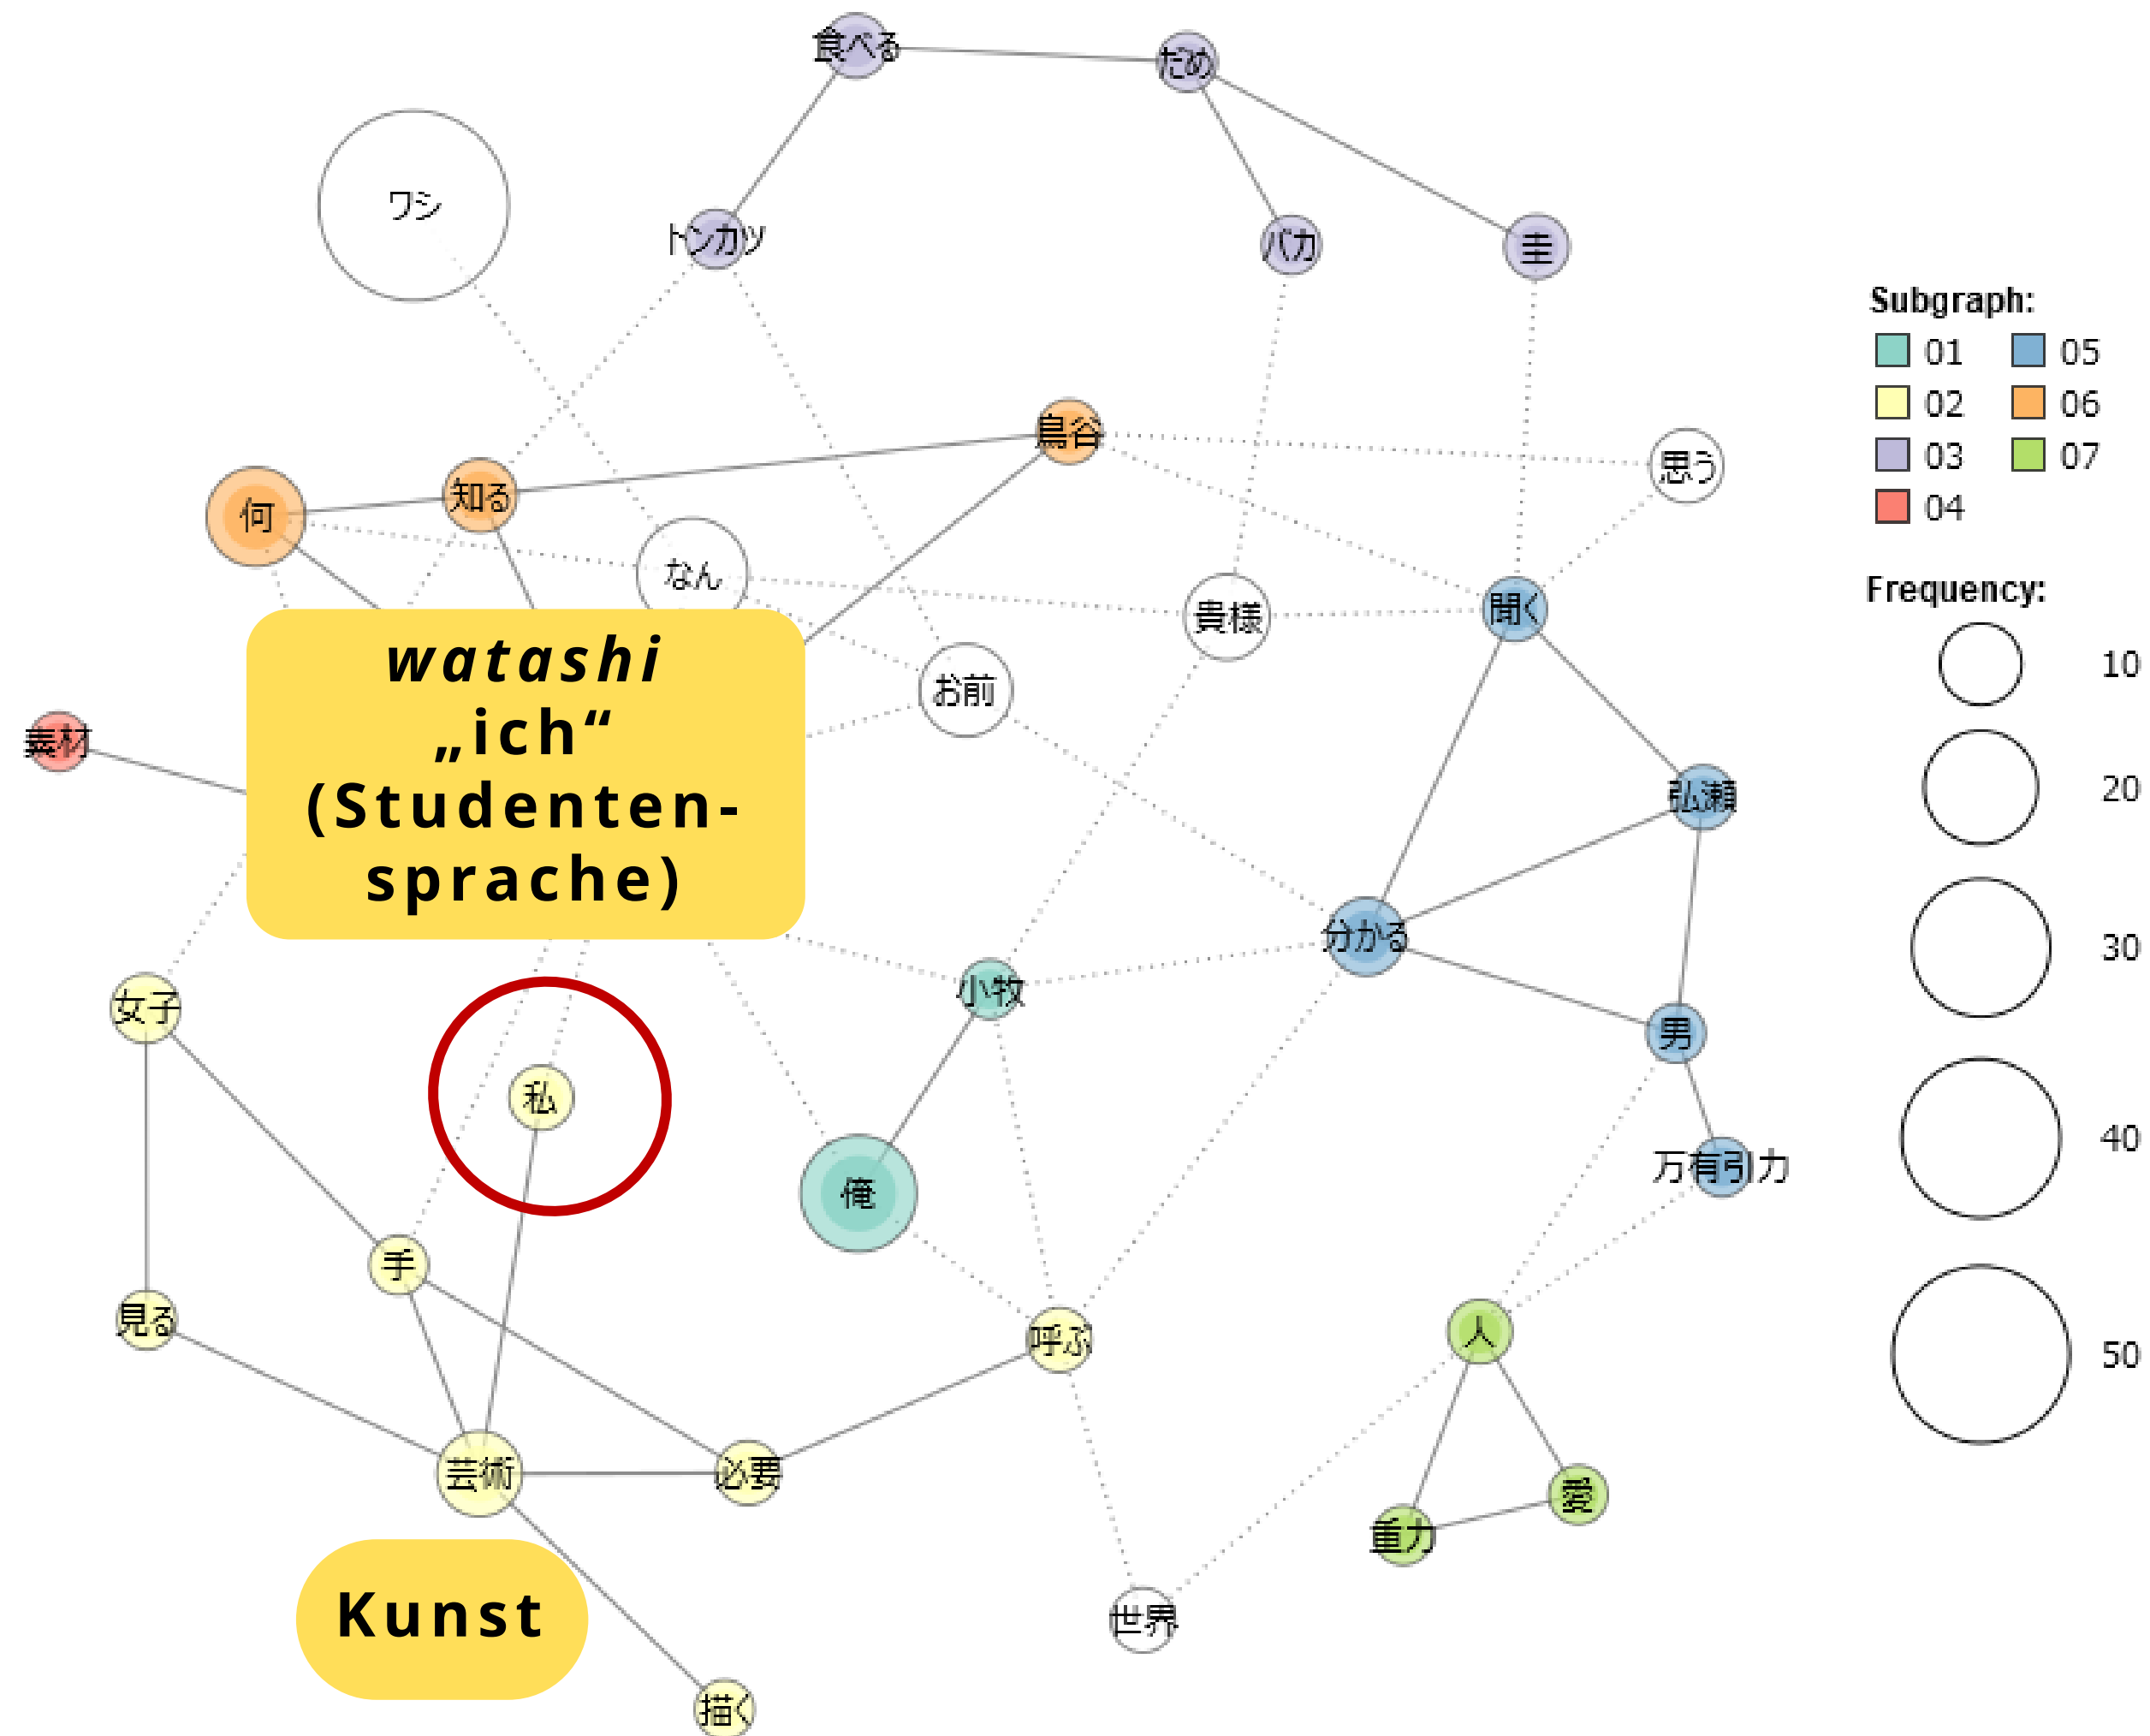 食べる
だめ
ワシ
トンカツ
バカ
圭
Subgraph:
01 05
02 06
03 07
04
鳥谷
思う
何
知る
なん
貴様
聞く
Frequency:
10
20
30
40
50
watashi
„ich“
(Studenten-
sprache)
お前
素材
弘瀬
分かる
小牧
女子
男
私
万有引力
俺
手
見る
呼ぶ
人
芸術
必要
愛
重力
Kunst
世界
描く